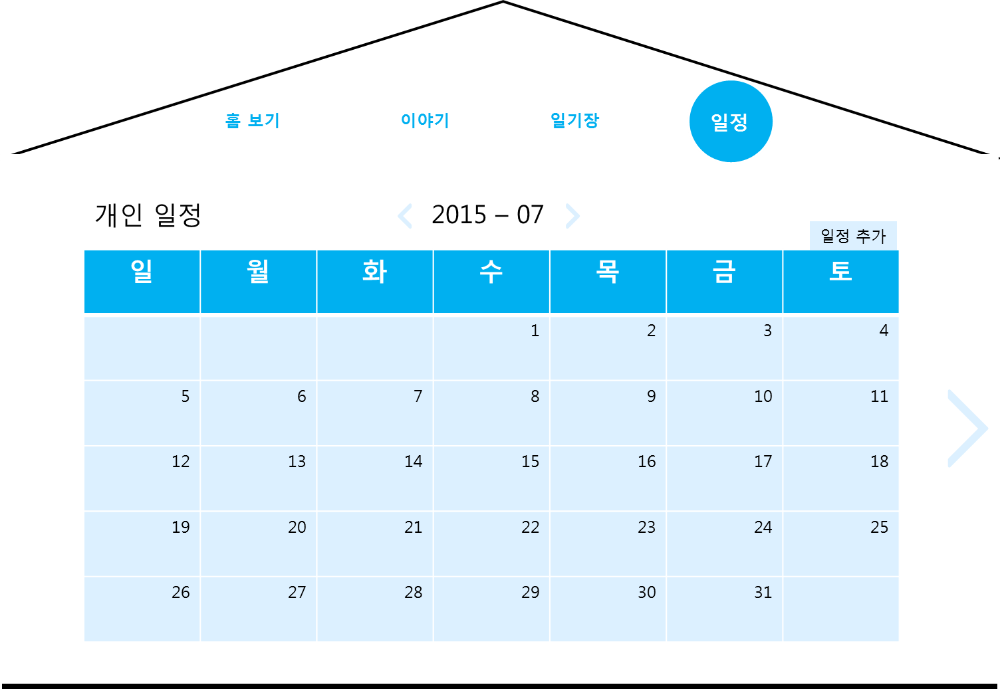 홈 보기 이야기 일기장 일정
개인 일정 2015 – 07
일정 추가
일 월 화 수 목 금 토
1 2 3 4
5 6 7 8 9 10 11
12 13 14 15 16 17 18
19 20 21 22 23 24 25
26 27 28 29 30 31